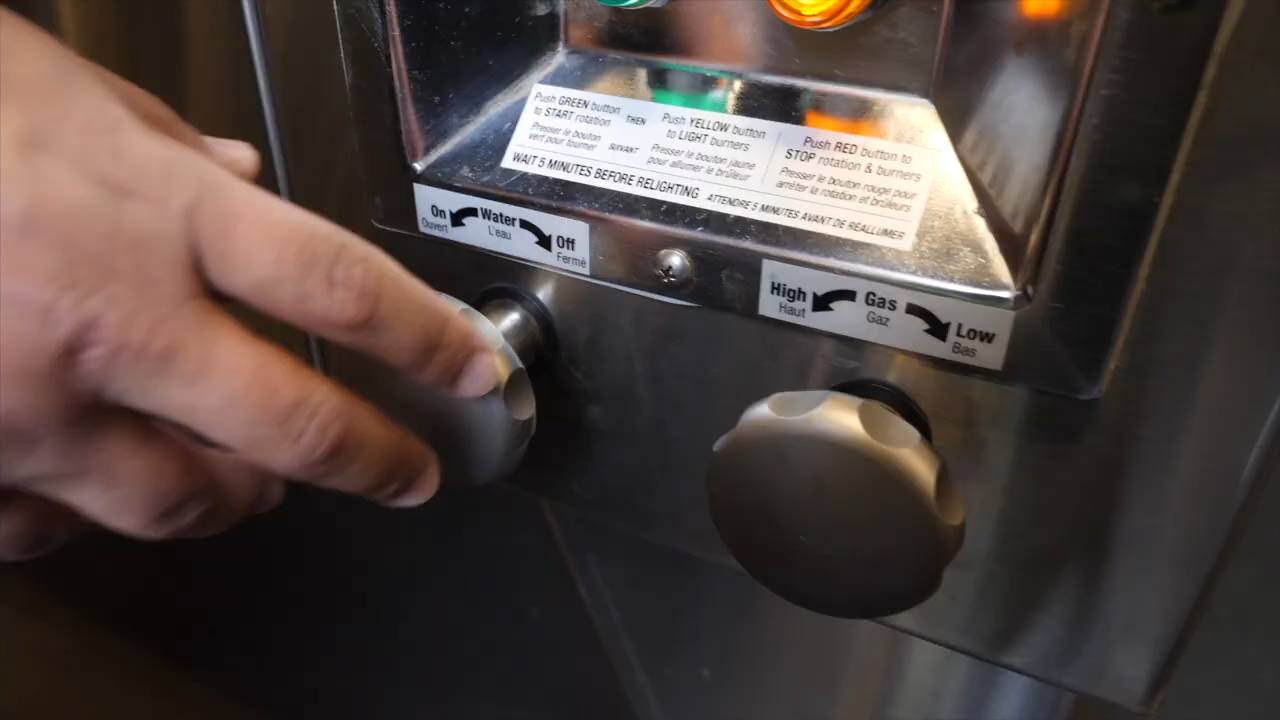 Push GREEN button
to START rotation
Presser le bouton
vert pour tourner
THEN
SUIVANT
Push YELLOW button
to LIGHT burners
Presser le bouton jaune
pour allumer le brûleur
Push RED button to
STOP rotation & burners
Presser le bouton rouge pour
arrêter la rotation et brûleurs
WAIT 5 MINUTES BEFORE RELIGHTING ATTENDRE 5 MINUTES AVANT DE RÉALLUMER
On Water Off
Ouvert L'eau Fermé
High Gas Low
Haut Gaz Bas